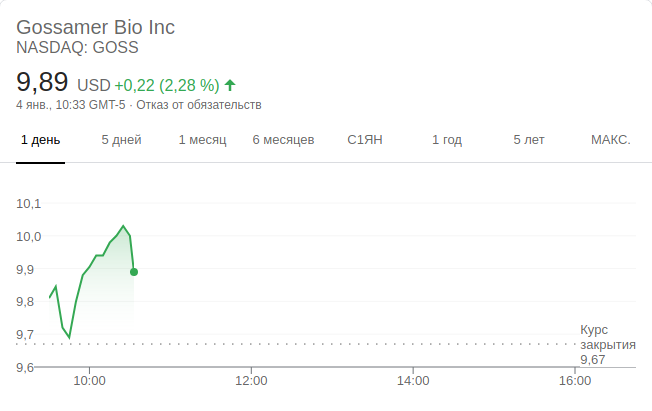 Gossamer Bio Inc
NASDAQ: GOSS
9,89 USD +0,22 (2,28 %)
4 янв., 10:33 GMT-5 · Отказ от обязательств
1 день 5 дней 1 месяц 6 месяцев С1ЯН 1 год 5 лет МАКС.
10,1
10,0
9,9
9,8
9,7
Курс
закрытия
9,67
9,6
10:00 12:00 14:00 16:00